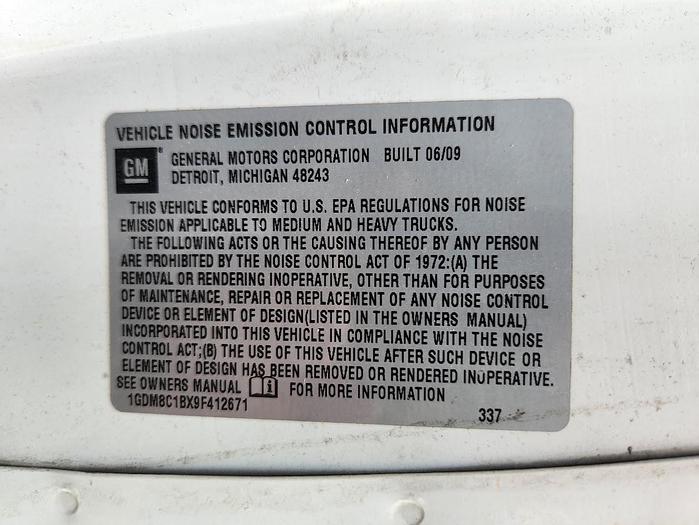 VEHICLE NOISE EMISSION CONTROL INFORMATION
GM® GENERAL MOTORS CORPORATION BUILT 06/09
DETROIT, MICHIGAN 48243
THIS VEHICLE CONFORMS TO U.S. EPA REGULATIONS FOR NOISE
EMISSION APPLICABLE TO MEDIUM AND HEAVY TRUCKS.
THE FOLLOWING ACTS OR THE CAUSING THEREOF BY ANY PERSON
ARE PROHIBITED BY THE NOISE CONTROL ACT OF 1972:(A) THE
REMOVAL OR RENDERING INOPERATIVE, OTHER THAN FOR PURPOSES
OF MAINTENANCE, REPAIR OR REPLACEMENT OF ANY NOISE CONTROL
DEVICE OR ELEMENT OF DESIGN(LISTED IN THE OWNERS MANUAL)
INCORPORATED INTO THIS VEHICLE IN COMPLIANCE WITH THE NOISE
CONTROL ACT;(B) THE USE OF THIS VEHICLE AFTER SUCH DEVICE OR
ELEMENT OF DESIGN HAS BEEN REMOVED OR RENDERED INOPERATIVE.
SEE OWNERS MANUAL FOR MORE INFORMATION
1GDM8C1BX9F412671 337